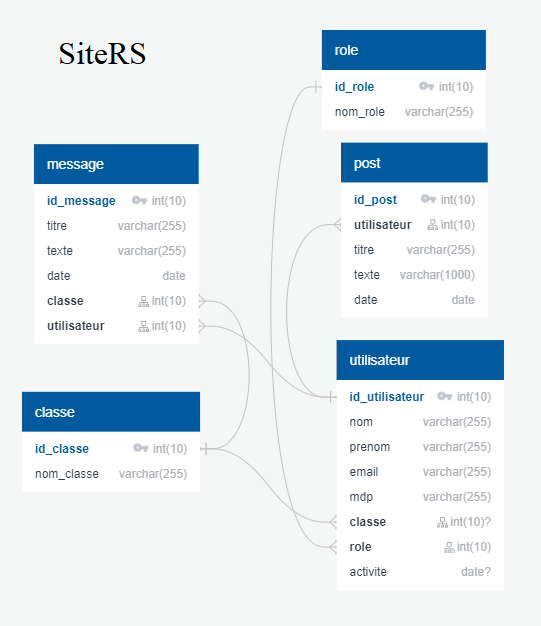 SiteRS
role
id_role int(10)
nom_role varchar(255)
message
id_message int(10)
titre varchar(255)
texte varchar(255)
date date
classe int(10)
utilisateur int(10)
post
id_post int(10)
utilisateur int(10)
titre varchar(255)
texte varchar(1000)
date date
classe
id_classe int(10)
nom_classe varchar(255)
utilisateur
id_utilisateur int(10)
nom varchar(255)
prenom varchar(255)
email varchar(255)
mdp varchar(255)
classe int(10)?
role int(10)
activite date?